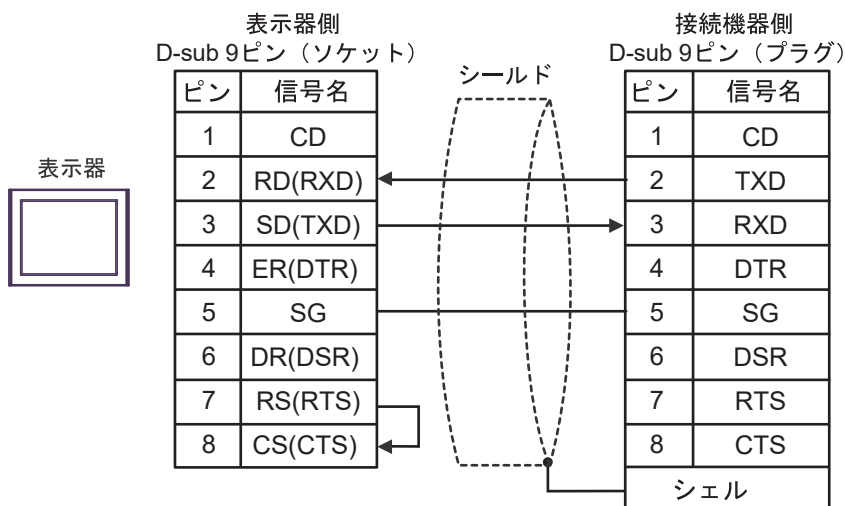 表示器側
D-sub 9ピン（ソケット）
接続機器側
D-sub 9ピン（プラグ）
シールド
表示器
ピン 信号名
1 CD
2 RD(RXD)
3 SD(TXD)
4 ER(DTR)
5 SG
6 DR(DSR)
7 RS(RTS)
8 CS(CTS)
ピン 信号名
1 CD
2 TXD
3 RXD
4 DTR
5 SG
6 DSR
7 RTS
8 CTS
シェル